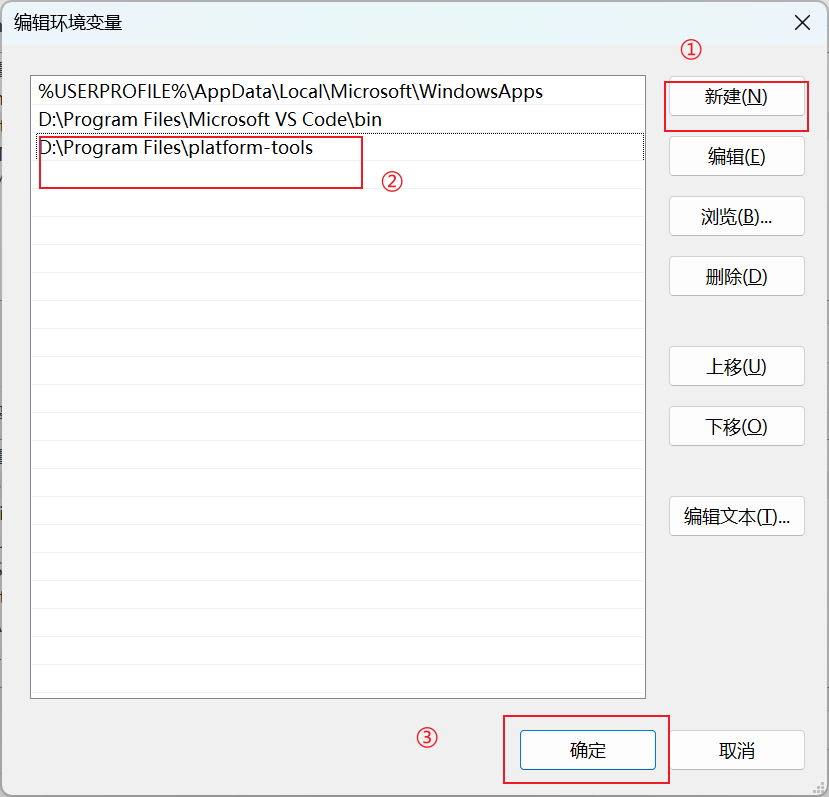 编辑环境变量
①
%USERPROFILE%\AppData\Local\Microsoft\WindowsApps
D:\Program Files\Microsoft VS Code\bin
D:\Program Files\platform-tools
②
新建(N)
编辑(E)
浏览(B)...
删除(D)
上移(U)
下移(O)
编辑文本(T)...
③
确定
取消